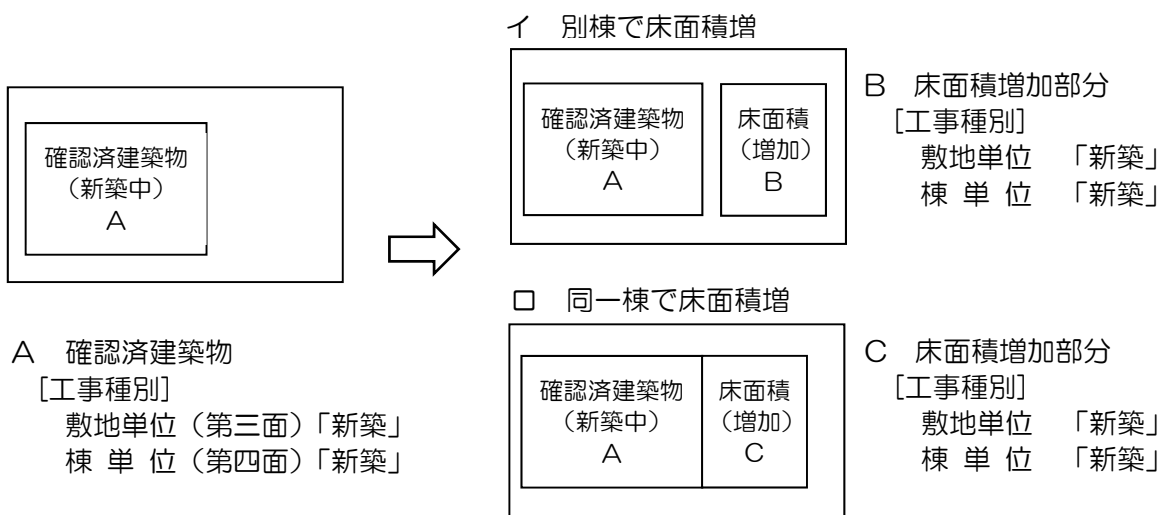 確認済建築物
（新築中）
A
A　確認済建築物
［工事種別］
敷地単位（第三面）「新築」
棟 単 位（第四面）「新築」
イ　別棟で床面積増
確認済建築物
（新築中）
A
床面積
（増加）
B
B　床面積増加部分
［工事種別］
敷地単位　「新築」
棟 単 位　「新築」
ロ　同一棟で床面積増
確認済建築物
（新築中）
A
床面積
（増加）
C
C　床面積増加部分
［工事種別］
敷地単位　「新築」
棟 単 位　「新築」